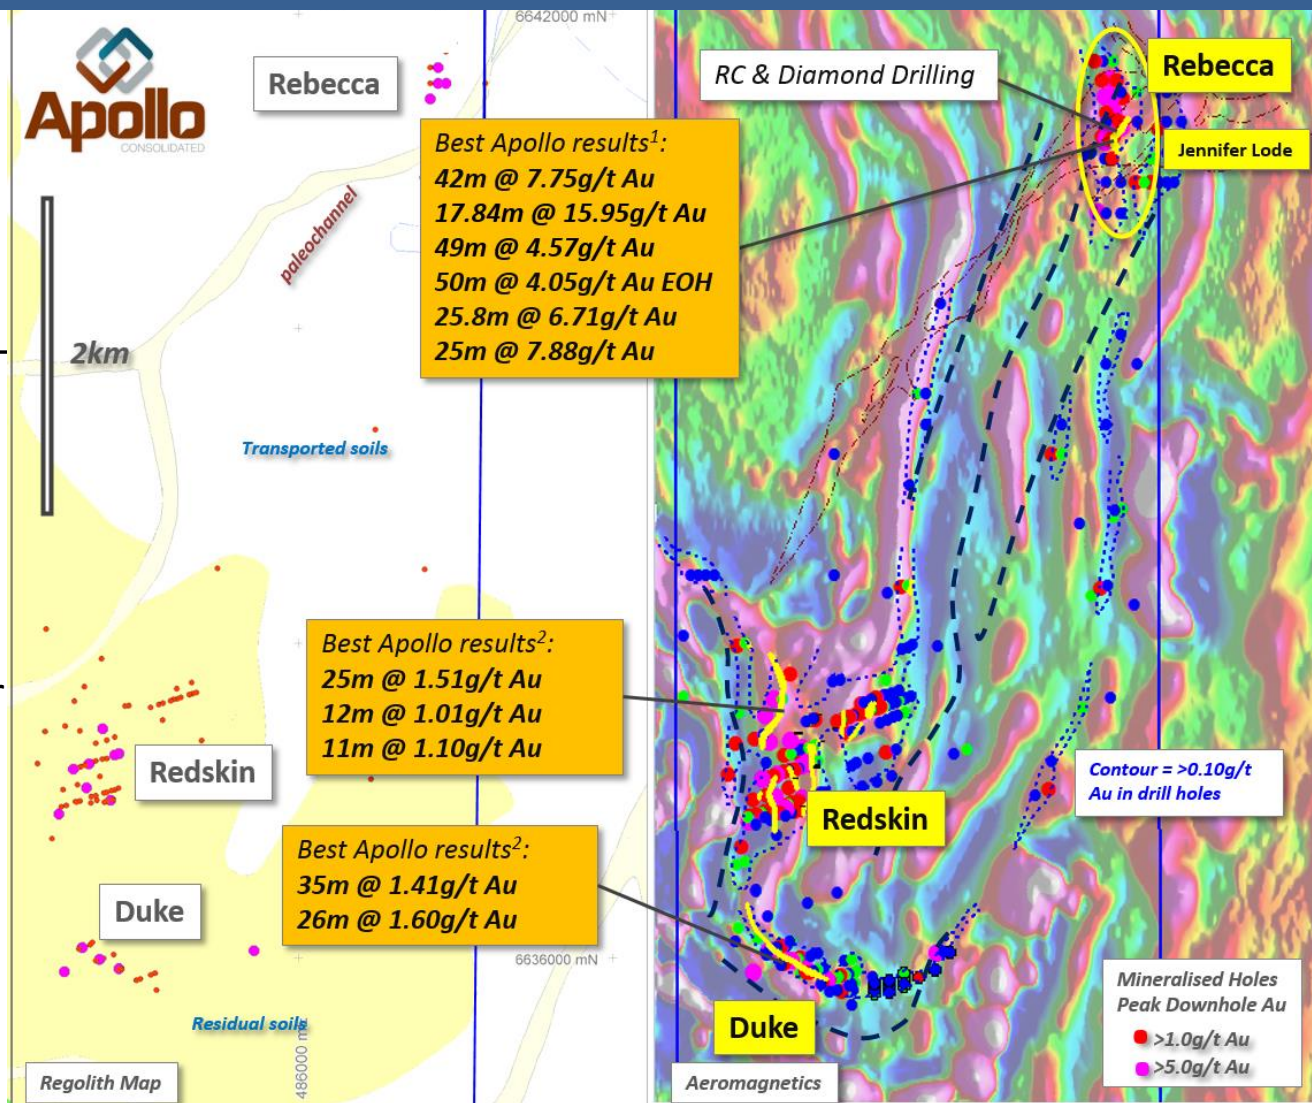 Apollo
CONSOLIDATED
Rebecca
6642000 mN
paleochannel
2km
Transported soils
Best Apollo results¹:
42m @ 7.75g/t Au
17.84m @ 15.95g/t Au
49m @ 4.57g/t Au
50m @ 4.05g/t Au EOH
25.8m @ 6.71g/t Au
25m @ 7.88g/t Au
Best Apollo results²:
25m @ 1.51g/t Au
12m @ 1.01g/t Au
11m @ 1.10g/t Au
Redskin
Best Apollo results²:
35m @ 1.41g/t Au
26m @ 1.60g/t Au
Duke
6636000 mN
Residual soils
486000 m
Regolith Map
RC & Diamond Drilling
Rebecca
Jennifer Lode
Contour = >0.10g/t
Au in drill holes
Redskin
Duke
Mineralised Holes
Peak Downhole Au
>1.0g/t Au
>5.0g/t Au
Aeromagnetics